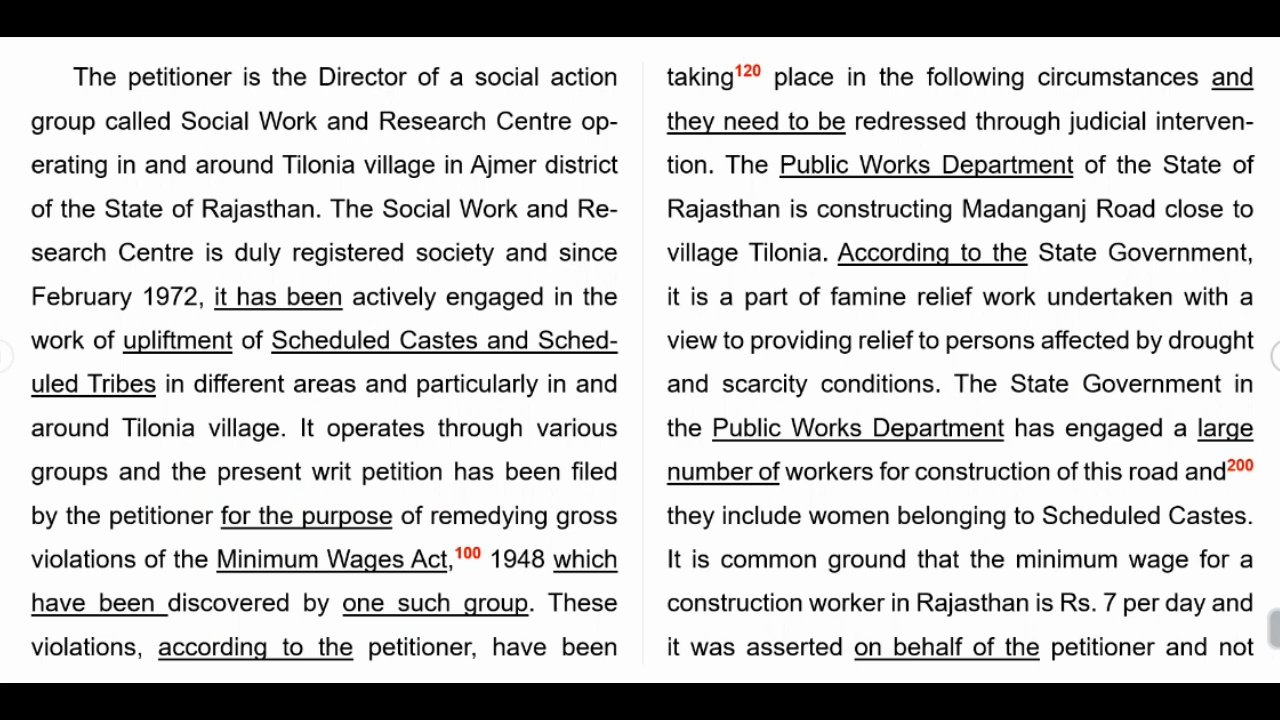 The petitioner is the Director of a social action
group called Social Work and Research Centre op-
erating in and around Tilonia village in Ajmer district
of the State of Rajasthan. The Social Work and Re-
search Centre is duly registered society and since
February 1972, it has been actively engaged in the
work of upliftment of Scheduled Castes and Sched-
uled Tribes in different areas and particularly in and
around Tilonia village. It operates through various
groups and the present writ petition has been filed
by the petitioner for the purpose of remedying gross
violations of the Minimum Wages Act,100 1948 which
have been discovered by one such group. These
violations, according to the petitioner, have been
taking120 place in the following circumstances and
they need to be redressed through judicial interven-
tion. The Public Works Department of the State of
Rajasthan is constructing Madanganj Road close to
village Tilonia. According to the State Government,
it is a part of famine relief work undertaken with a
view to providing relief to persons affected by drought
and scarcity conditions. The State Government in
the Public Works Department has engaged a large
number of workers for construction of this road and200
they include women belonging to Scheduled Castes.
It is common ground that the minimum wage for a
construction worker in Rajasthan is Rs. 7 per day and
it was asserted on behalf of the petitioner and not